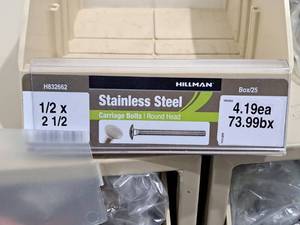 H832662
HILLMAN
Box/25
1/2 x
2 1/2
Stainless Steel
Carriage Bolts | Round Head
4.19ea
73.99bx